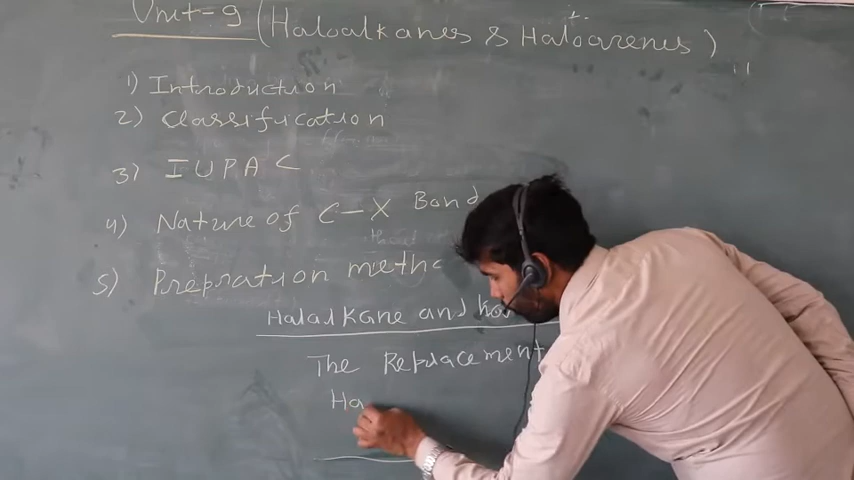 Unit-9 (Haloalkanes & Haloarenes)
1) Introduction
2) Classification
3) IUPAC
4) Nature of C-X Bond
5) Prepration metho
Haloalkane and
The Replacement
Ha